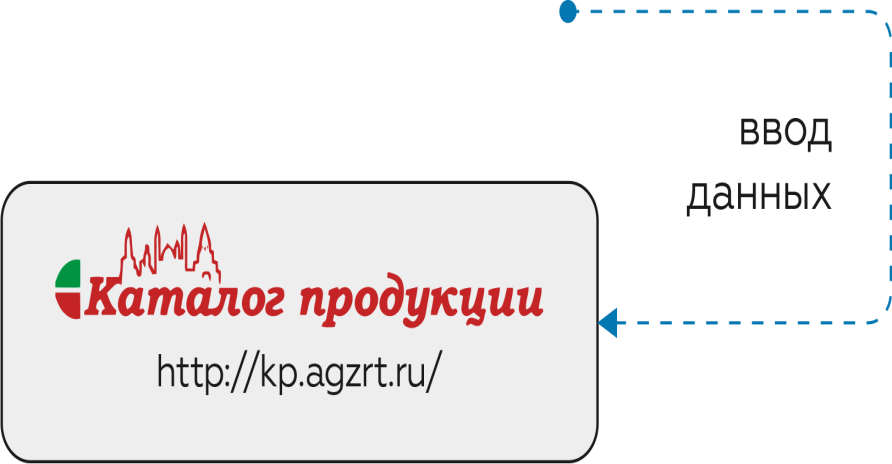 ввод
данных
Каталог продукции
http://kp.agzrt.ru/